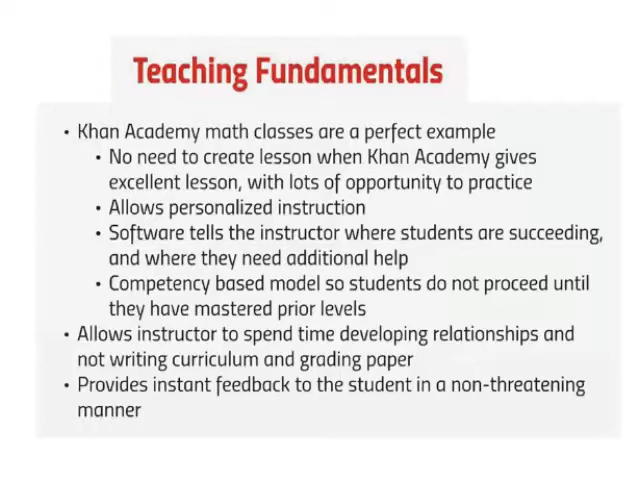 Teaching Fundamentals
• Khan Academy math classes are a perfect example
• No need to create lesson when Khan Academy gives
excellent lesson, with lots of opportunity to practice
• Allows personalized instruction
• Software tells the instructor where students are succeeding,
and where they need additional help
• Competency based model so students do not proceed until
they have mastered prior levels
• Allows instructor to spend time developing relationships and
not writing curriculum and grading paper
• Provides instant feedback to the student in a non-threatening
manner